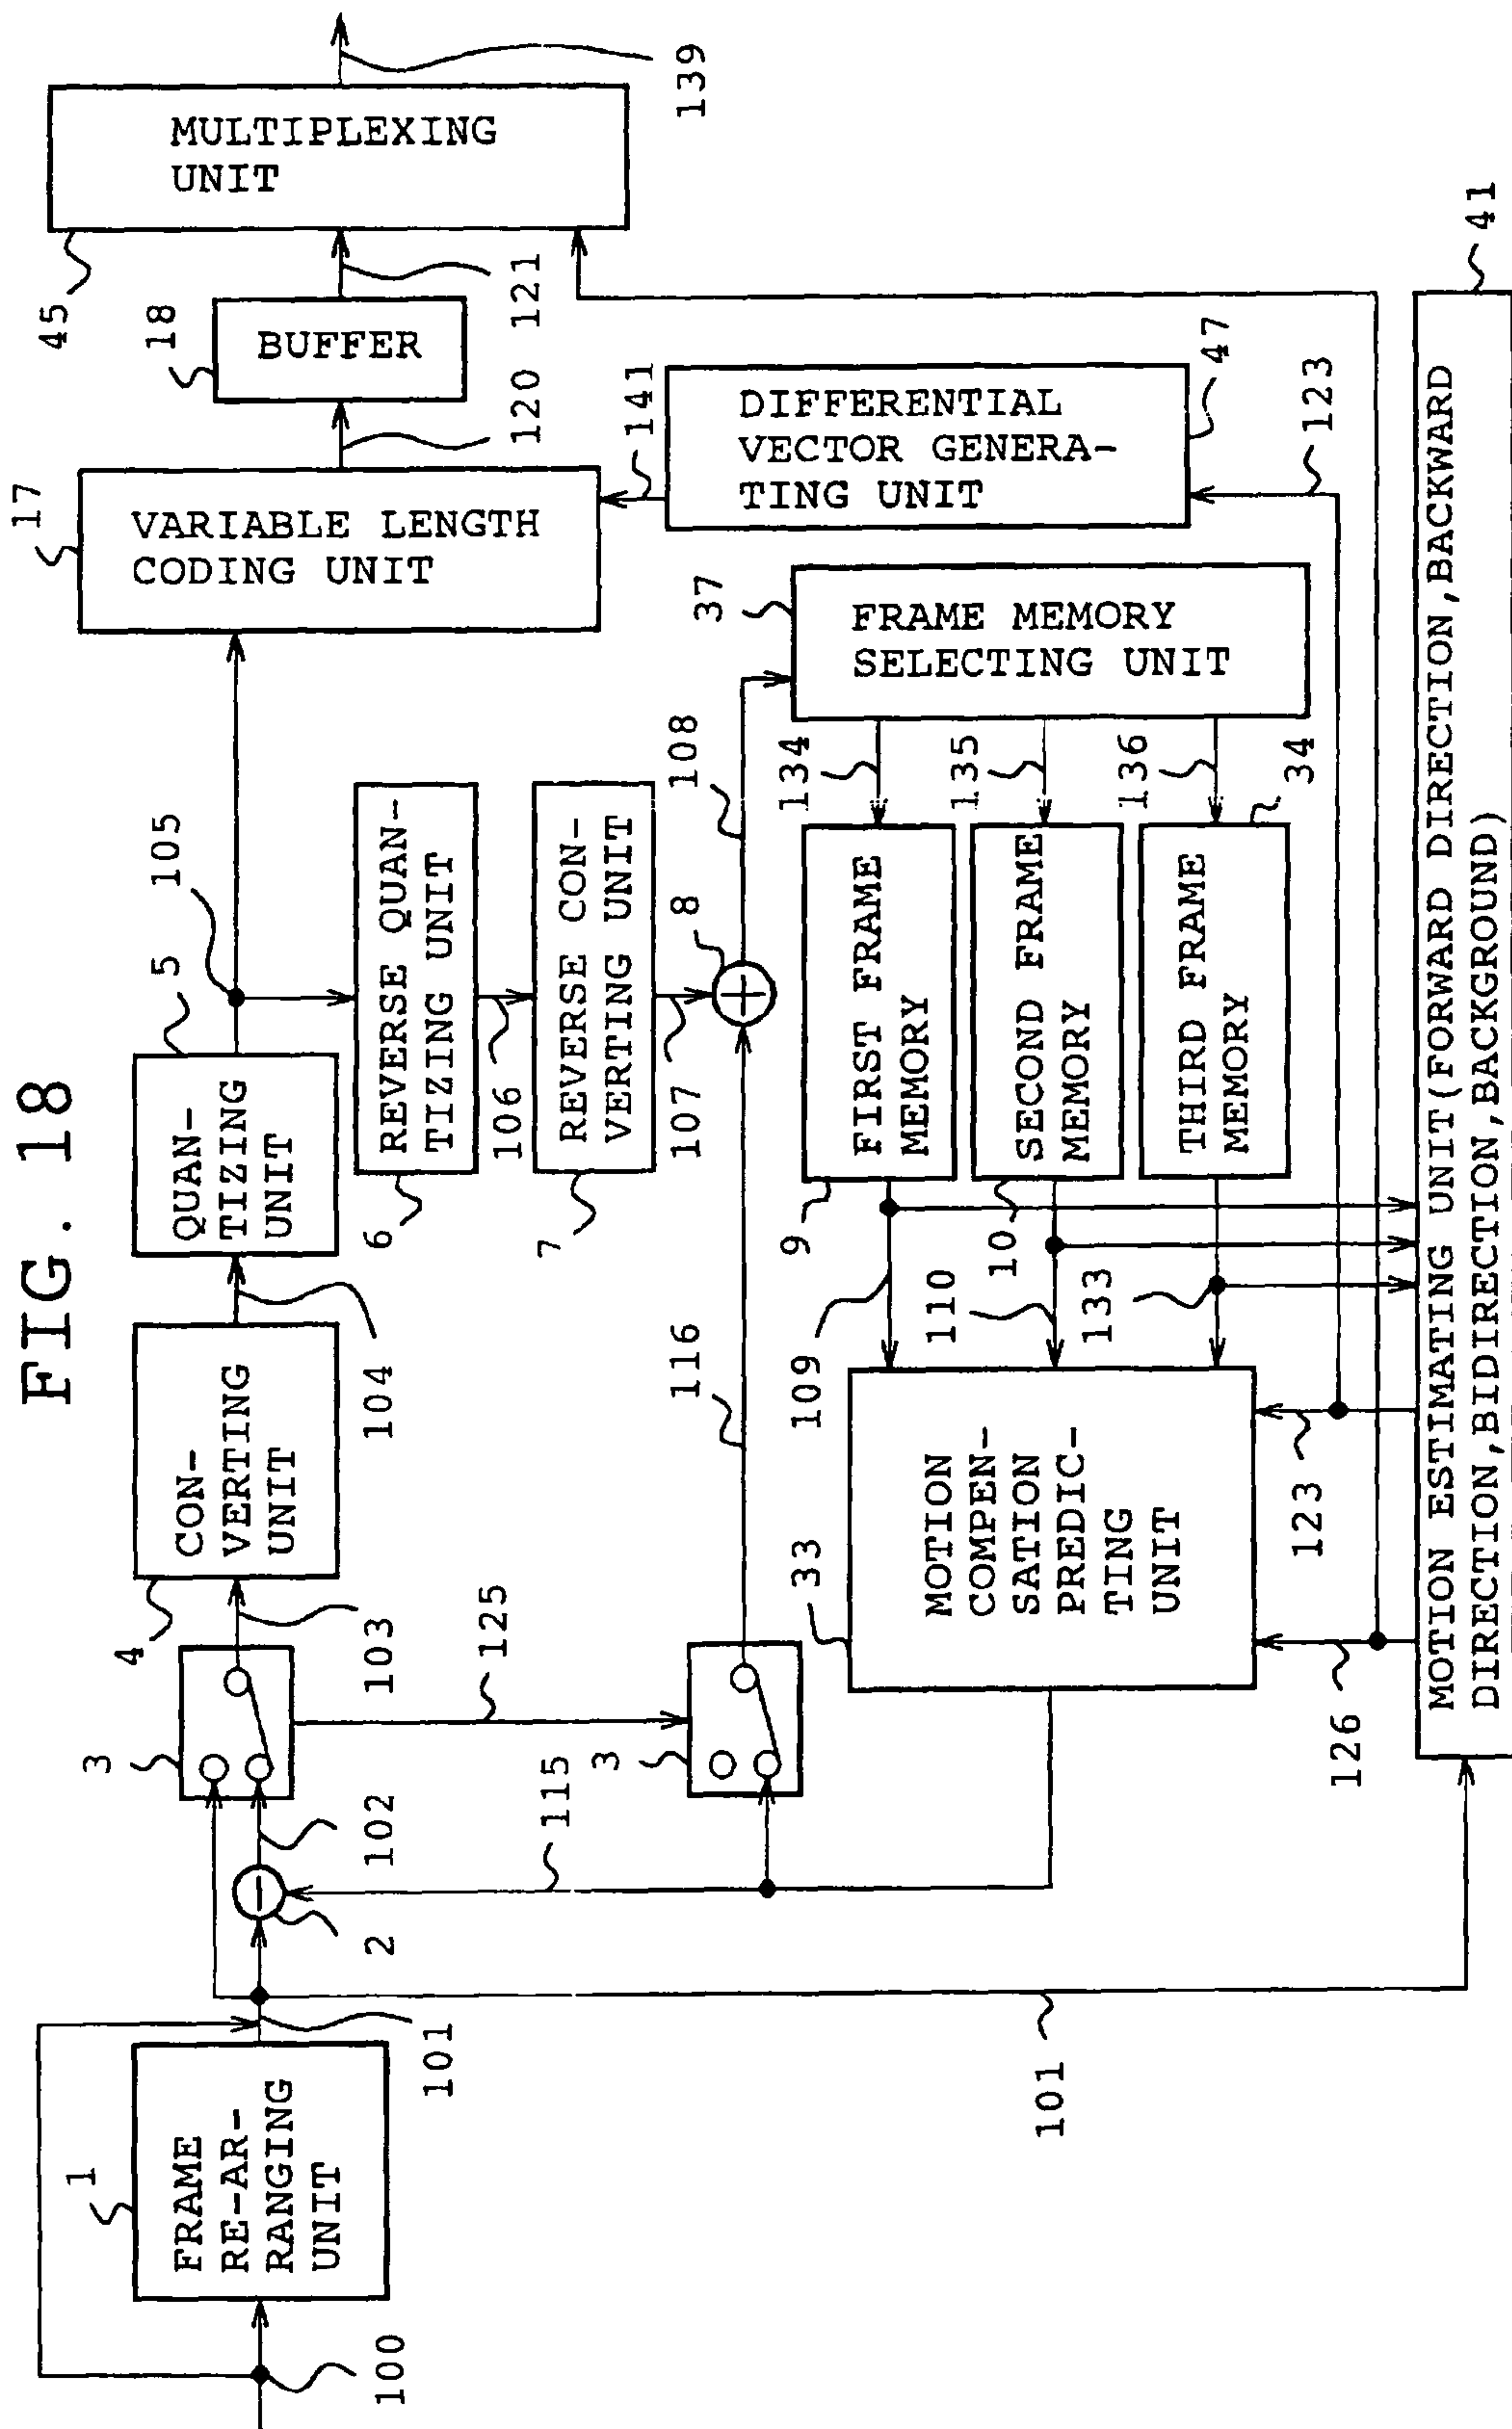 FIG. 18
1
FRAME
RE-AR-
RANGING
UNIT
100
101
101
2
102
3
103
4
CON-
VERTING
UNIT
104
5
QUAN-
TIZING
UNIT
105
17
VARIABLE LENGTH
CODING UNIT
120
18
BUFFER
121
45
MULTIPLEXING
UNIT
139
6
REVERSE QUAN-
TIZING UNIT
106
7
REVERSE CON-
VERTING UNIT
107
8
108
115
125
3
116
141
DIFFERENTIAL
VECTOR GENERA-
TING UNIT
47
123
37
FRAME MEMORY
SELECTING UNIT
134
135
136
34
9
FIRST FRAME
MEMORY
10
SECOND FRAME
MEMORY
THIRD FRAME
MEMORY
109
110
133
33
MOTION
COMPEN-
SATION
PREDIC-
TING
UNIT
126
123
41
MOTION ESTIMATING UNIT(FORWARD DIRECTION,BACKWARD
DIRECTION,BIDIRECTION,BACKGROUND)